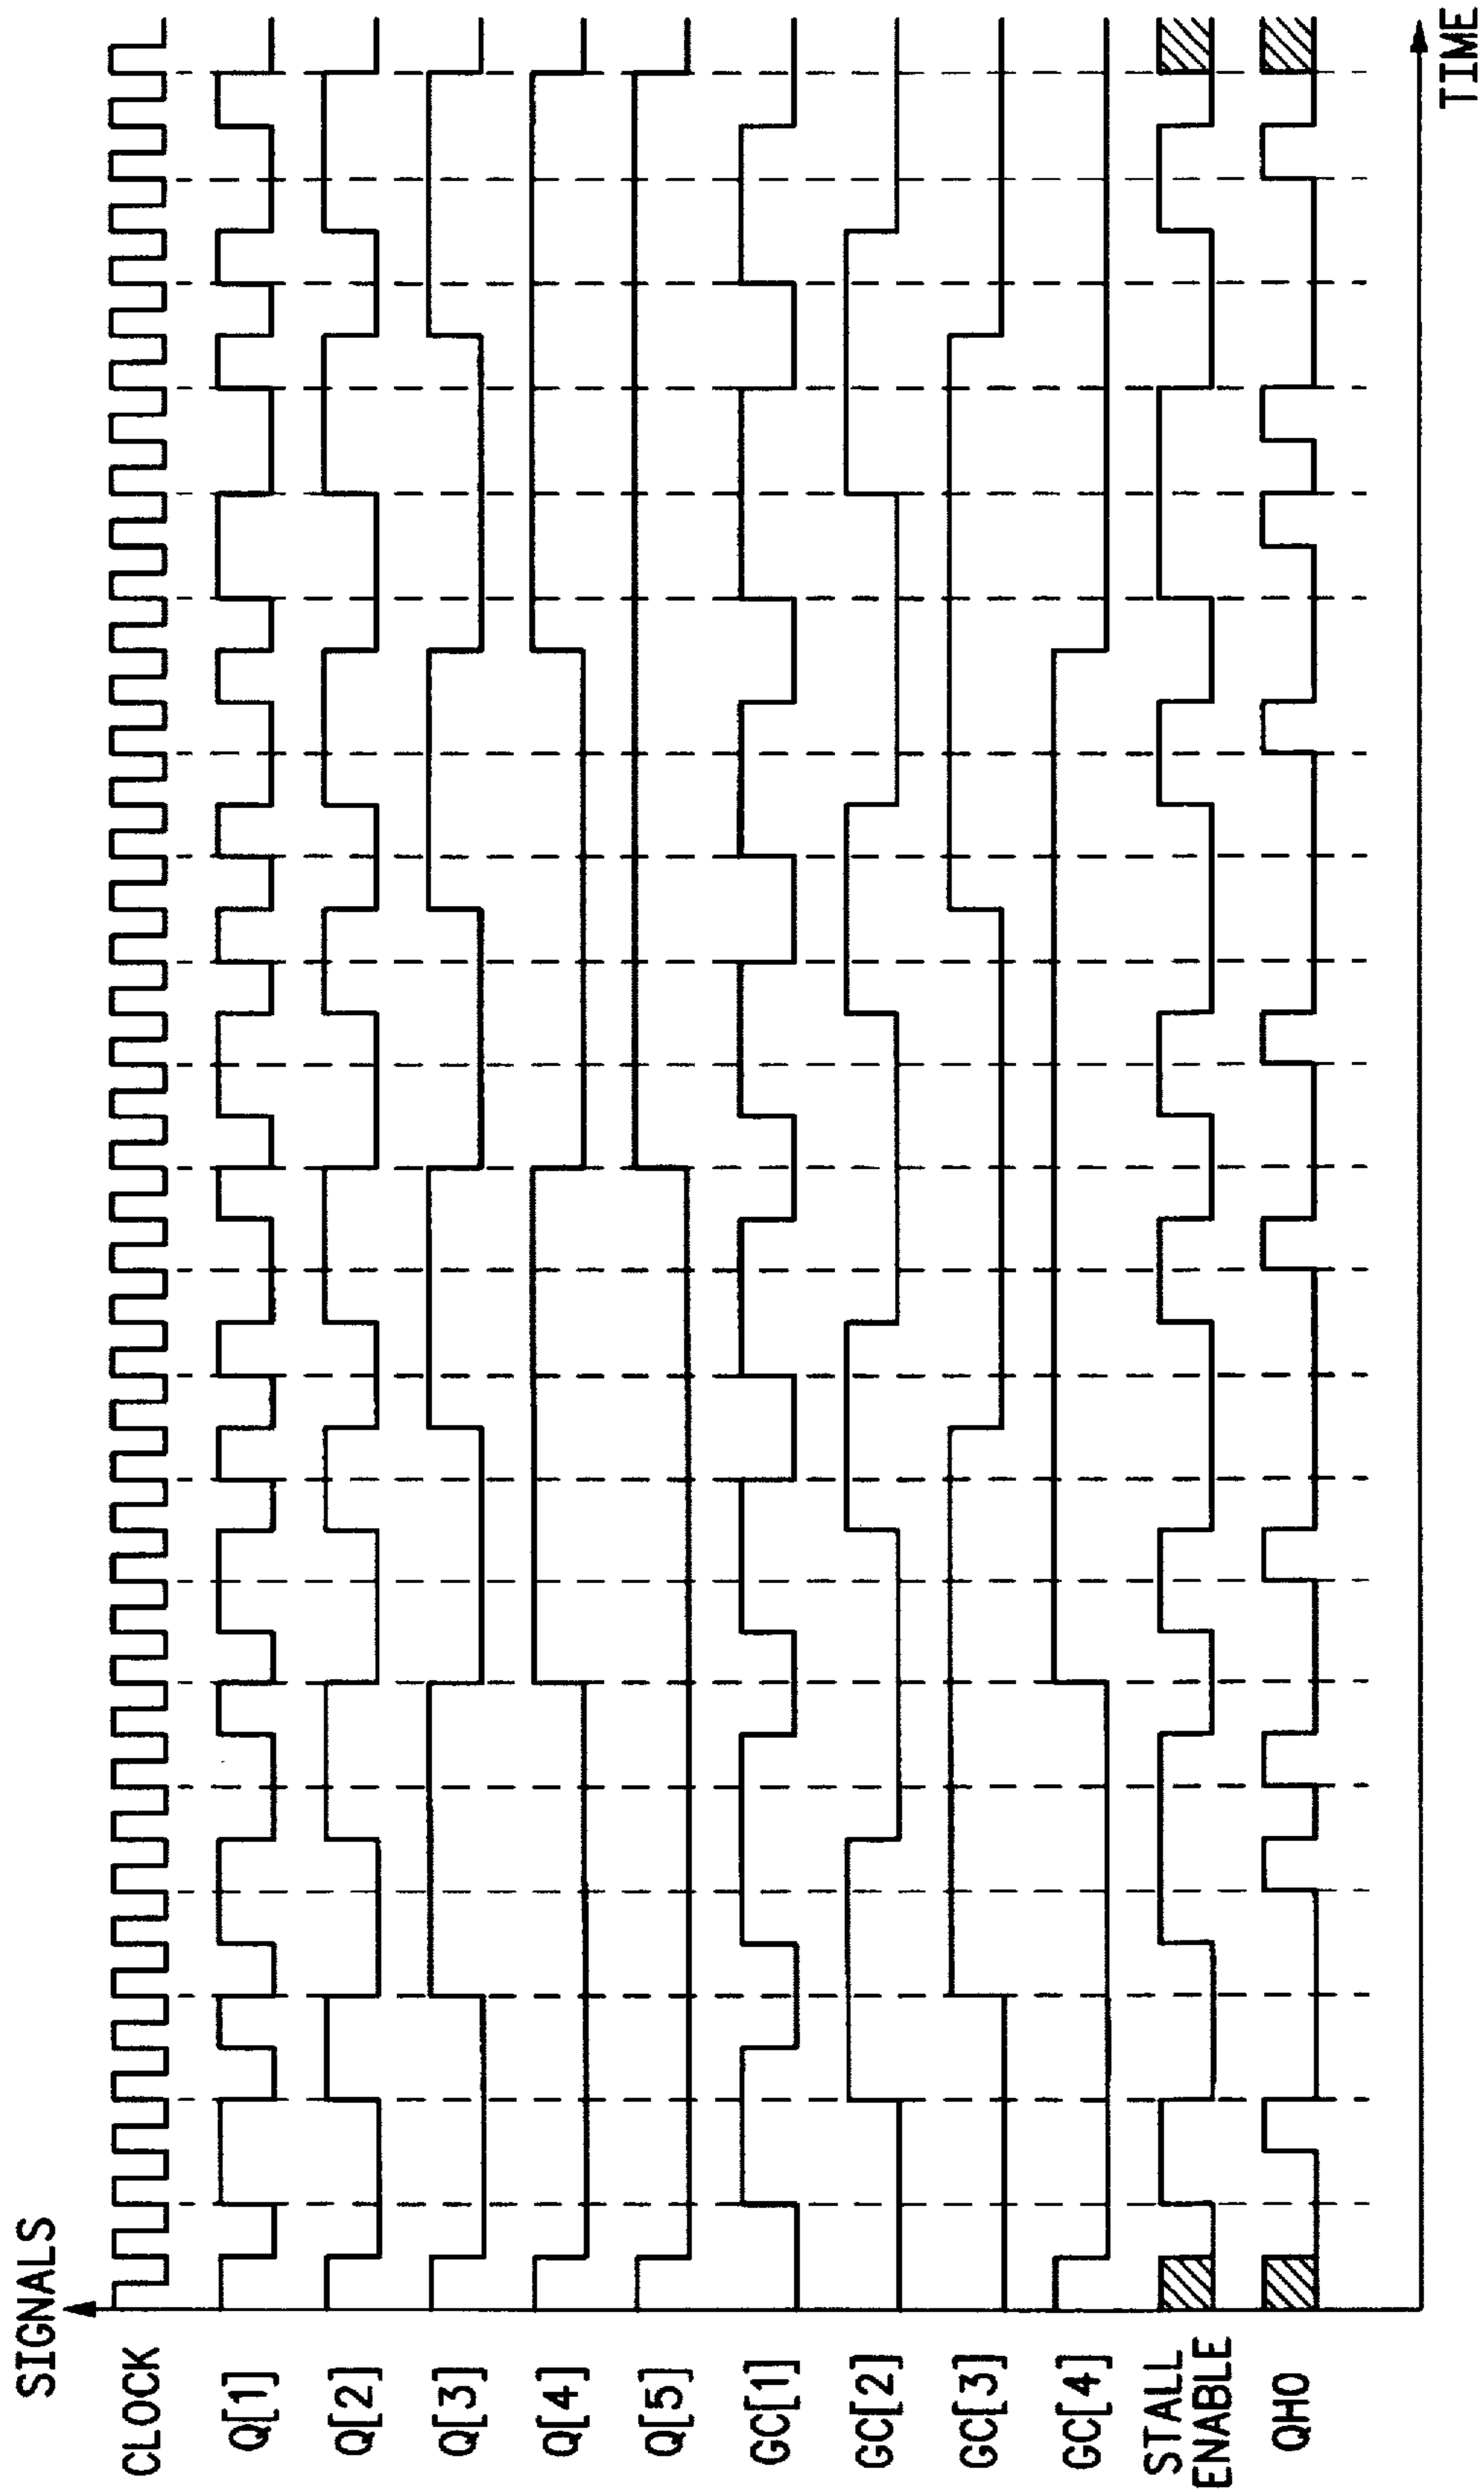 SIGNALS
CLOCK
Q[1]
Q[2]
Q[3]
Q[4]
Q[5]
GC[1]
GC[2]
GC[3]
GC[4]
STALL
ENABLE
QHO
TIME